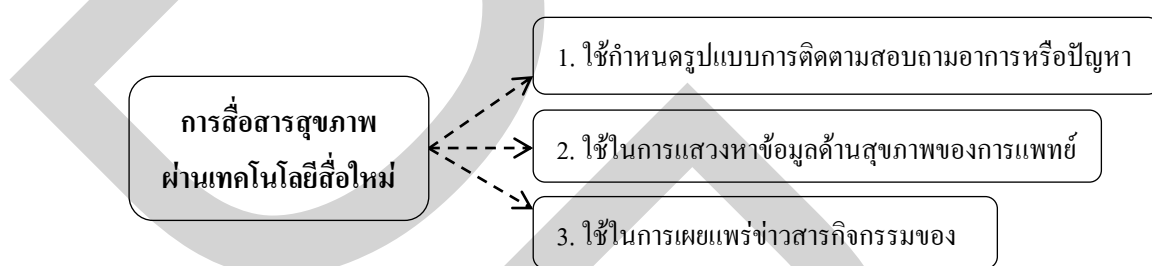 1. ใช้กำหนดรูปแบบการติดตามสอบถามอาการหรือปัญหา
การสื่อสารสุขภาพ
ผ่านเทคโนโลยีสื่อใหม่
2. ใช้ในการแสวงหาข้อมูลด้านสุขภาพของการแพทย์
3. ใช้ในการเผยแพร่ข่าวสารกิจกรรมของ